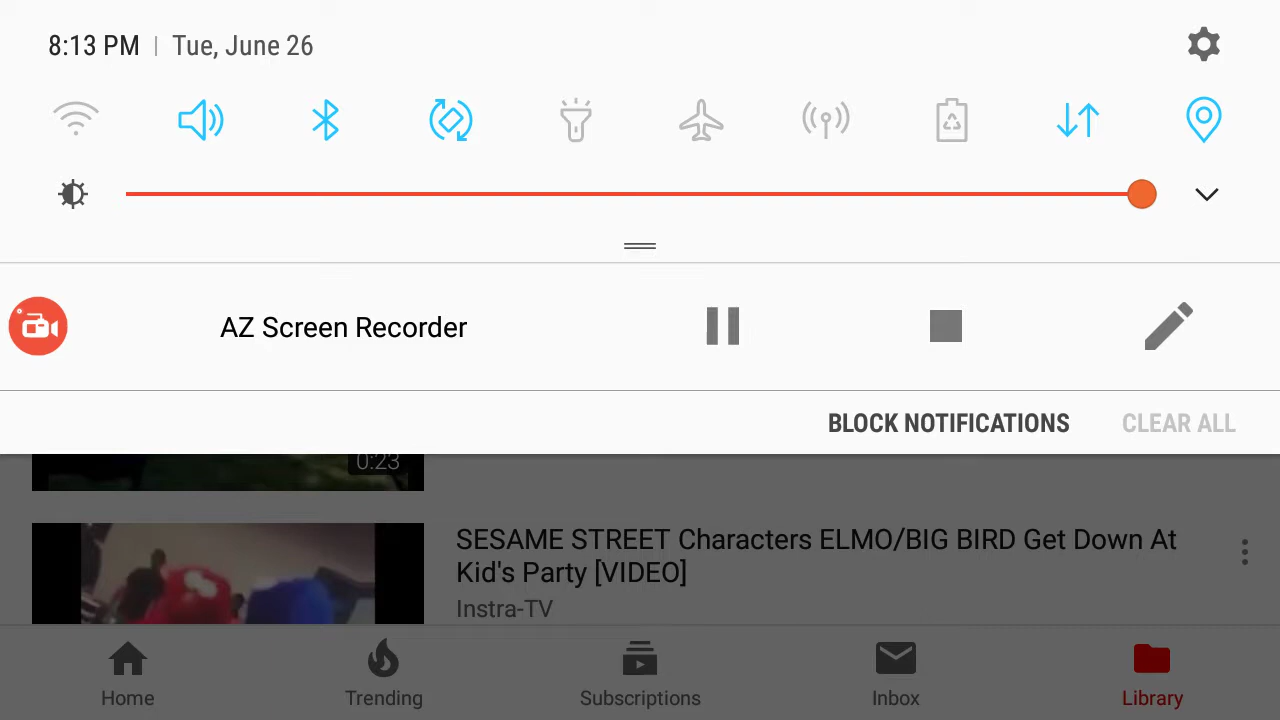 8:13 PM | Tue, June 26
AZ Screen Recorder
BLOCK NOTIFICATIONS CLEAR ALL
0:23
SESAME STREET Characters ELMO/BIG BIRD Get Down At
Kid's Party [VIDEO]
Instra-TV
Home Trending Subscriptions Inbox Library